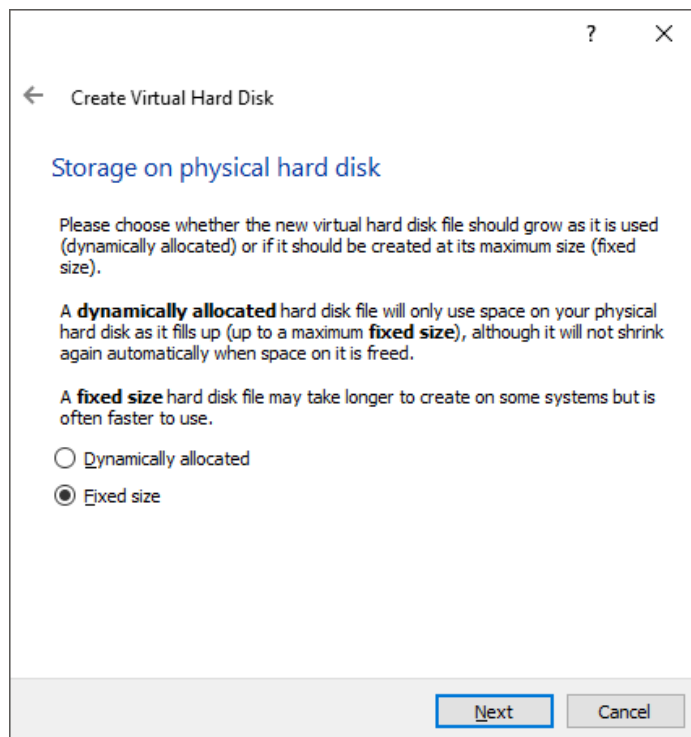 ?
Create Virtual Hard Disk
Storage on physical hard disk
Please choose whether the new virtual hard disk file should grow as it is used
(dynamically allocated) or if it should be created at its maximum size (fixed
size).
A dynamically allocated hard disk file will only use space on your physical
hard disk as it fills up (up to a maximum fixed size), although it will not shrink
again automatically when space on it is freed.
A fixed size hard disk file may take longer to create on some systems but is
often faster to use.
Dynamically allocated
Fixed size
Next Cancel